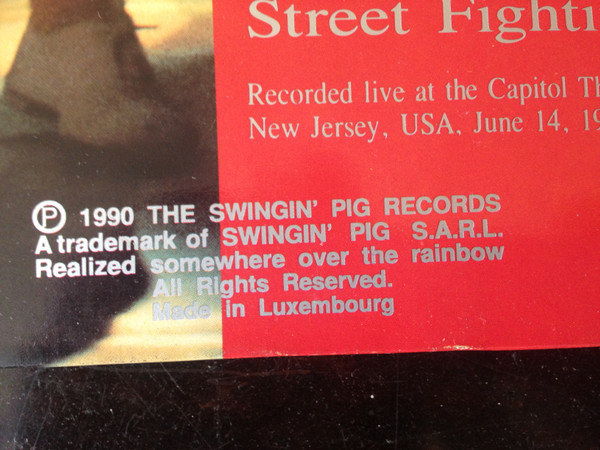 Street Fighti
Recorded live at the Capitol Th
New Jersey, USA, June 14, 19
Ⓟ 1990 THE SWINGIN' PIG RECORDS
A trademark of SWINGIN' PIG S.A.R.L.
Realized somewhere over the rainbow
All Rights Reserved.
Made in Luxembourg